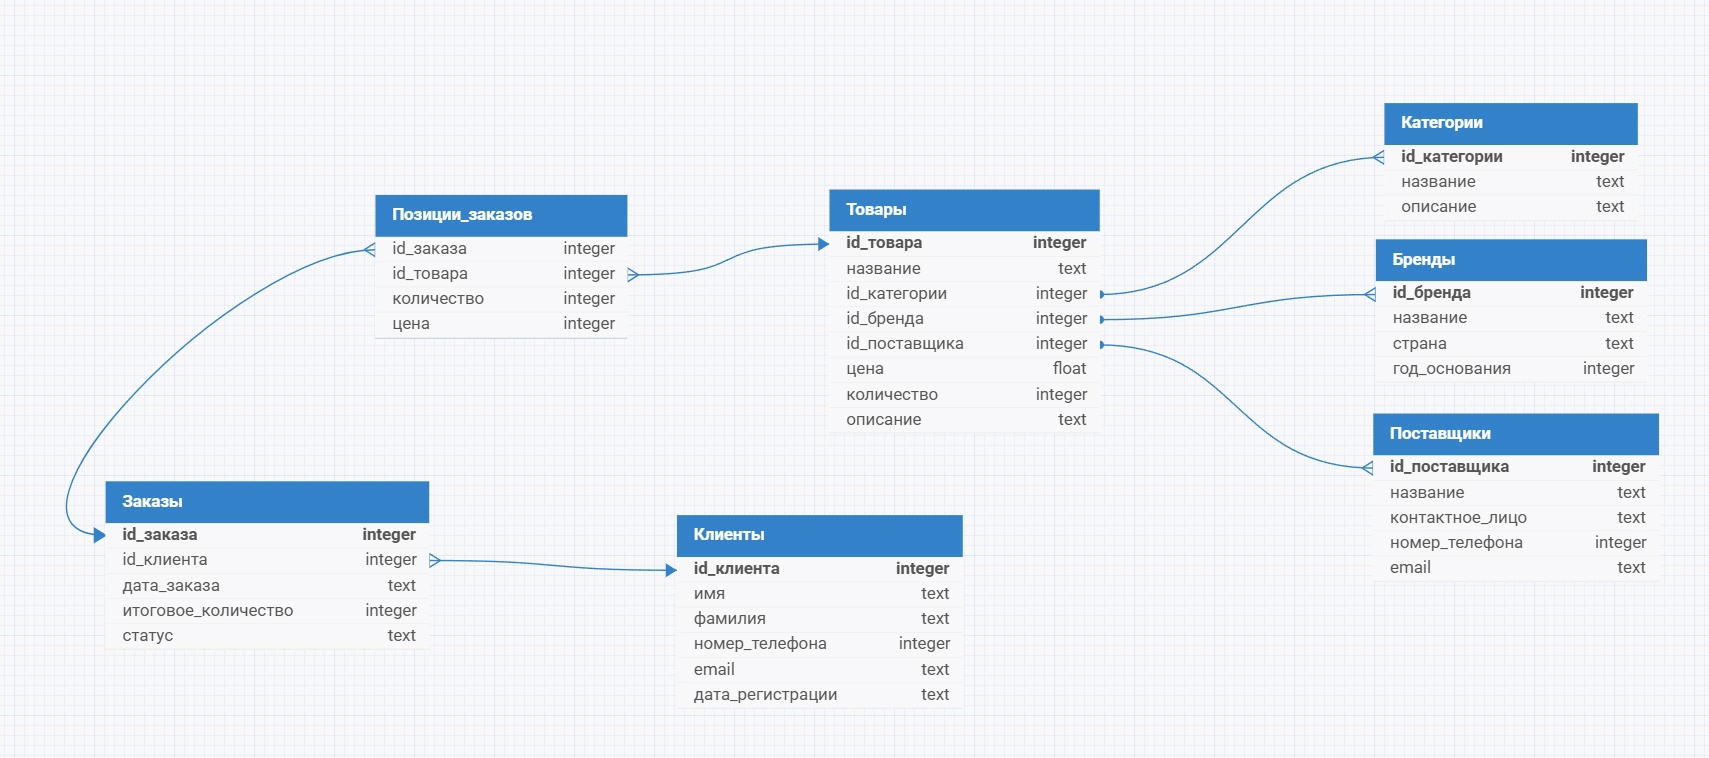 Категории
id_категории integer
название text
описание text
Позиции_заказов
id_заказа integer
id_товара integer
количество integer
цена integer
Товары
id_товара integer
название text
id_категории integer
id_бренда integer
id_поставщика integer
цена float
количество integer
описание text
Бренды
id_бренда integer
название text
страна text
год_основания integer
Поставщики
id_поставщика integer
название text
контактное_лицо text
номер_телефона integer
email text
Заказы
id_заказа integer
id_клиента integer
дата_заказа text
итоговое_количество integer
статус text
Клиенты
id_клиента integer
имя text
фамилия text
номер_телефона integer
email text
дата_регистрации text